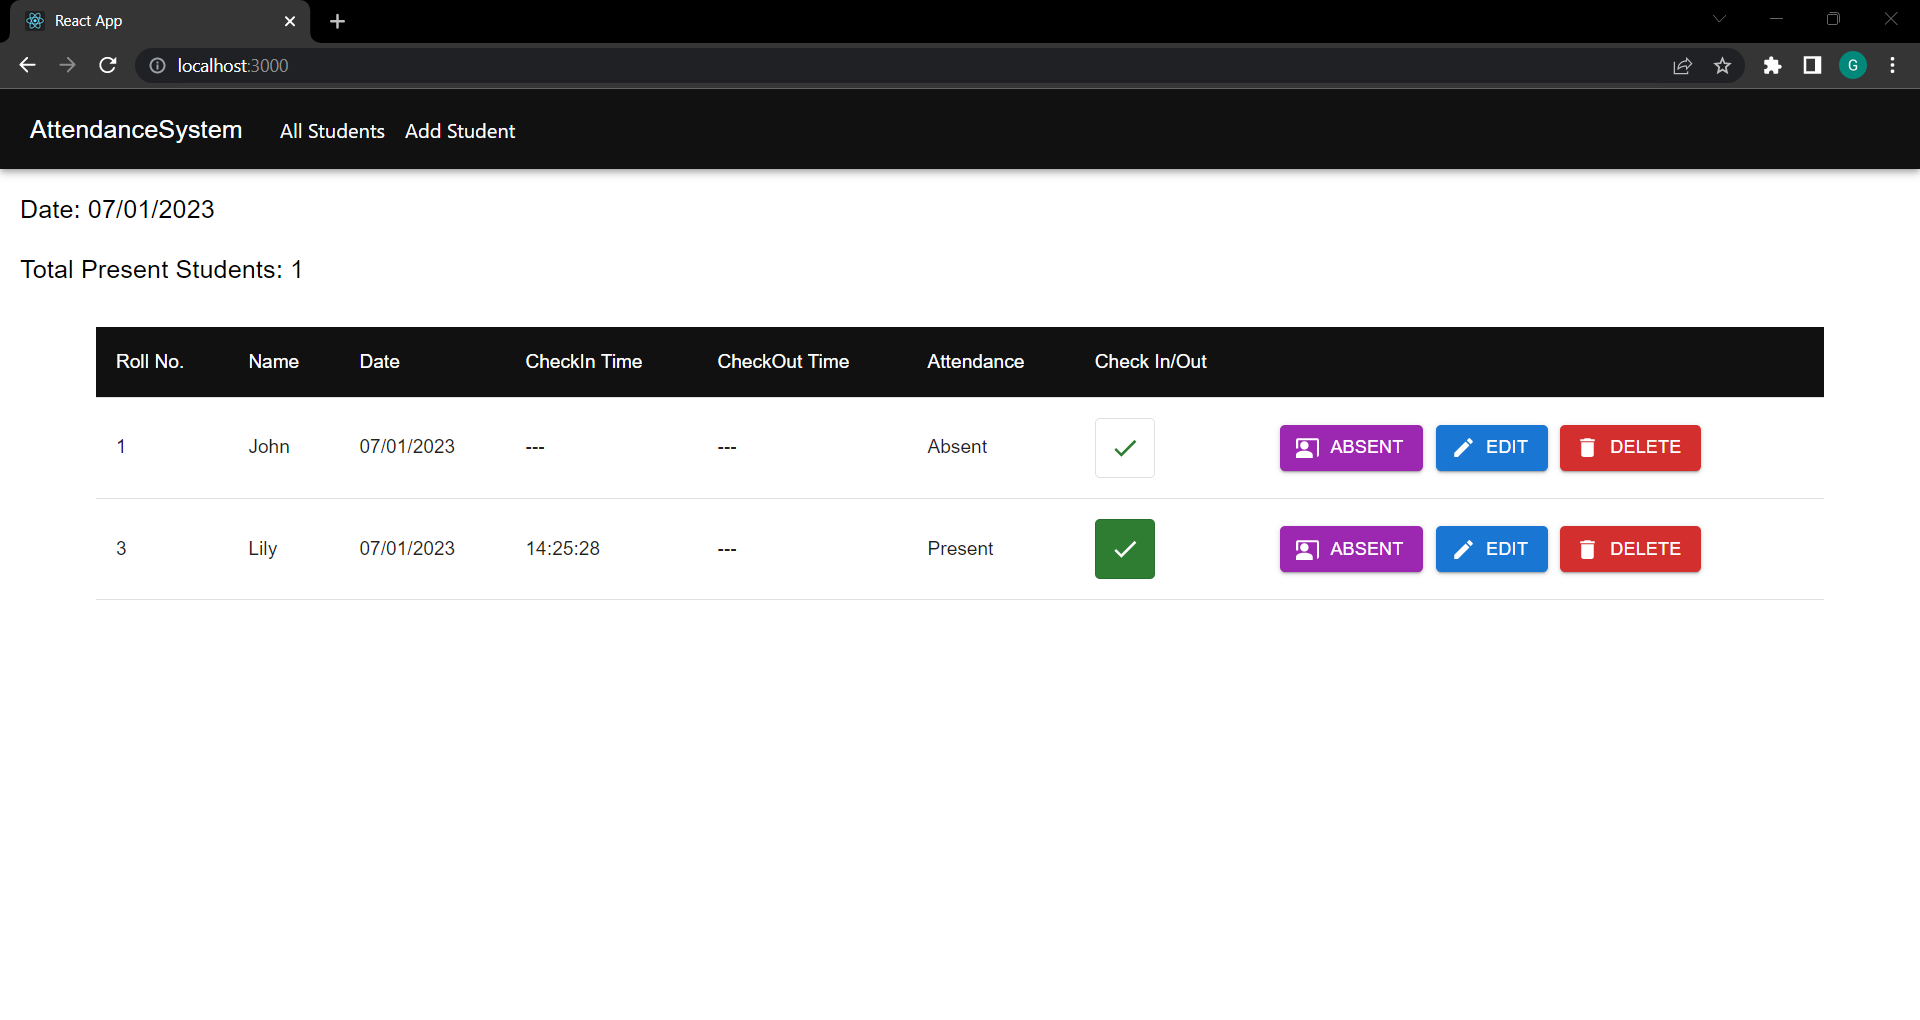 React App
localhost:3000
G
AttendanceSystem All Students Add Student
Date: 07/01/2023
Total Present Students: 1
Roll No. Name Date CheckIn Time CheckOut Time Attendance Check In/Out
1 John 07/01/2023 --- --- Absent ABSENT EDIT DELETE
3 Lily 07/01/2023 14:25:28 --- Present ABSENT EDIT DELETE